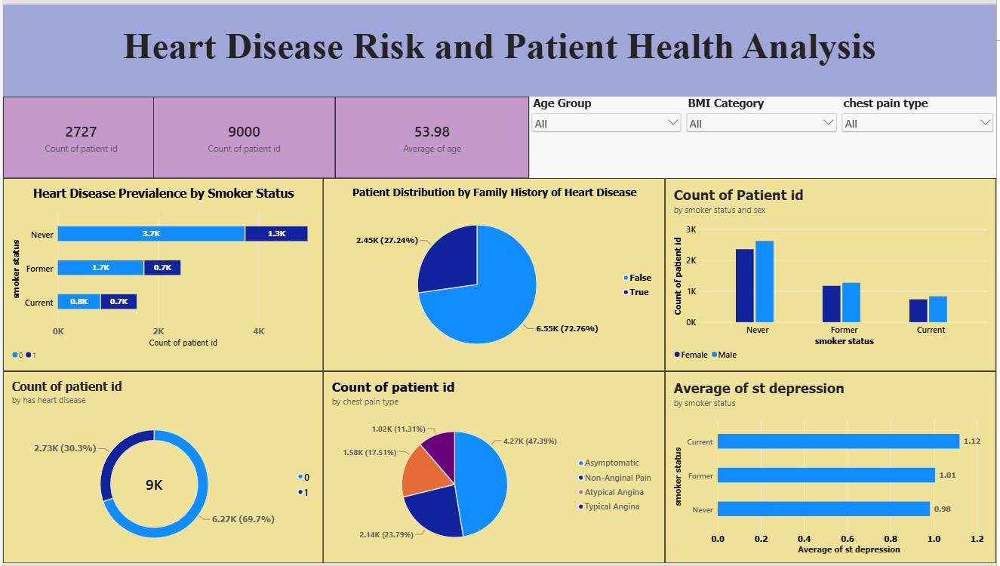 Heart Disease Risk and Patient Health Analysis
2727
Count of patient id
9000
Count of patient id
53.98
Average of age
Age Group
All
BMI Category
All
chest pain type
All
Heart Disease Previalence by Smoker Status
smoker status
Never
3.7K
1.3K
Former
1.7K
0.7K
Current
0.8K
0.7K
0K
2K
4K
Count of patient id
0
1
Patient Distribution by Family History of Heart Disease
2.45K (27.24%)
6.55K (72.76%)
False
True
Count of Patient id
by smoker status and sex
Count of patient id
3K
2K
1K
0K
Never
Former
Current
smoker status
Female
Male
Count of patient id
by has heart disease
2.73K (30.3%)
9K
6.27K (69.7%)
0
1
Count of patient id
by chest pain type
1.02K (11.31%)
4.27K (47.39%)
1.58K (17.51%)
2.14K (23.79%)
Asymptomatic
Non-Anginal Pain
Atypical Angina
Typical Angina
Average of st depression
by smoker status
smoker status
Current
1.12
Former
1.01
Never
0.98
0.0
0.2
0.4
0.6
0.8
1.0
1.2
Average of st depression